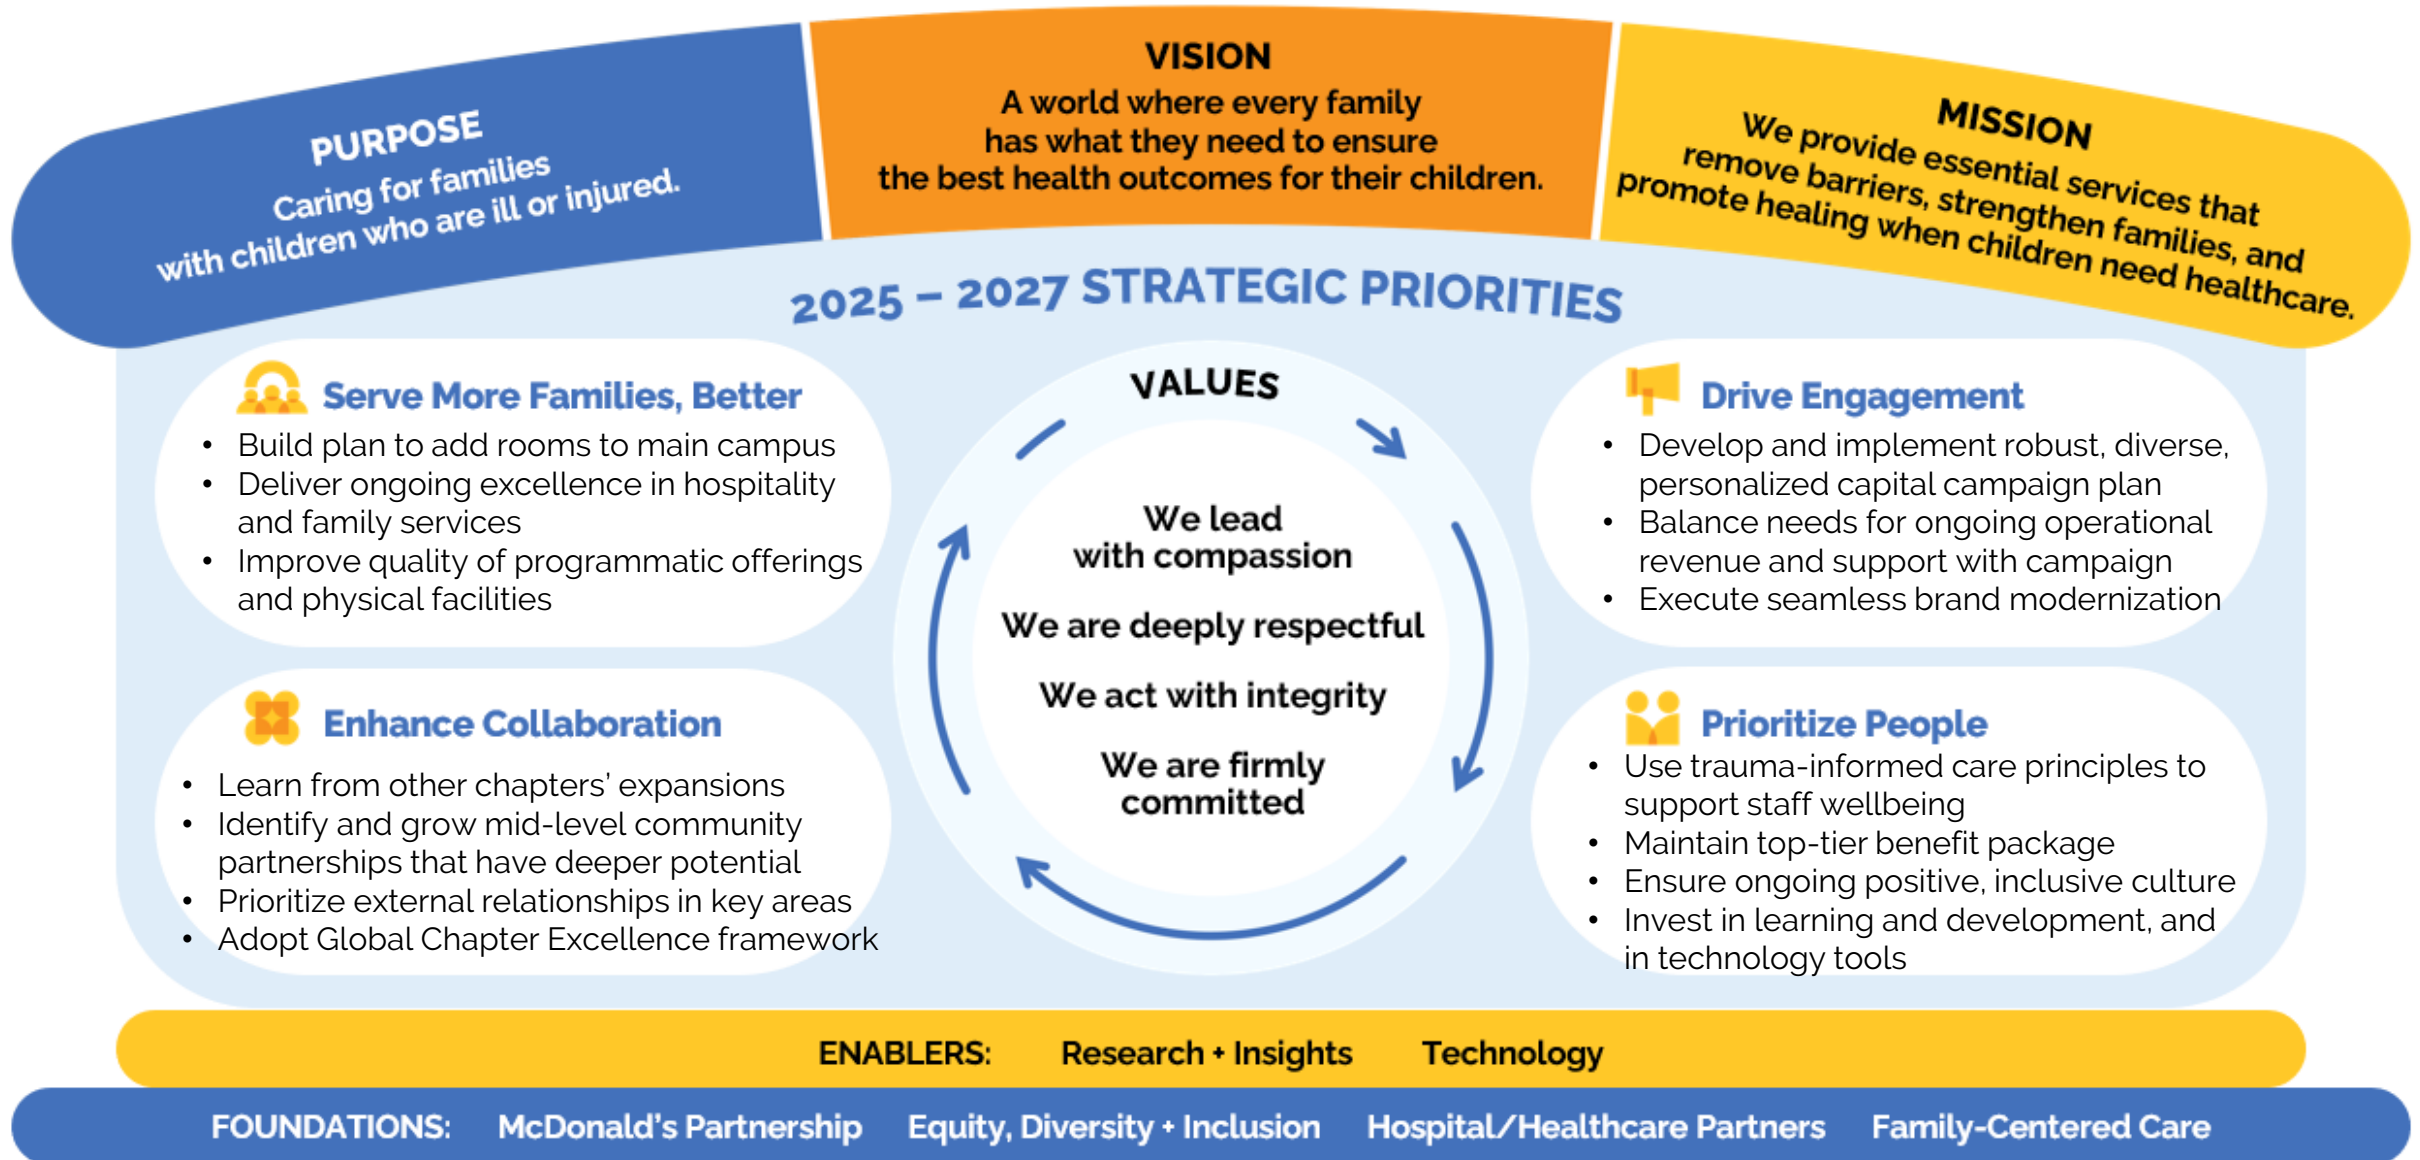 PURPOSE
Caring for families
with children who are ill or injured.
VISION
A world where every family
has what they need to ensure
the best health outcomes for their children.
MISSION
We provide essential services that
remove barriers, strengthen families, and
promote healing when children need healthcare.
2025 – 2027 STRATEGIC PRIORITIES
Serve More Families, Better
• Build plan to add rooms to main campus
• Deliver ongoing excellence in hospitality
and family services
• Improve quality of programmatic offerings
and physical facilities
Enhance Collaboration
• Learn from other chapters’ expansions
• Identify and grow mid-level community
partnerships that have deeper potential
• Prioritize external relationships in key areas
• Adopt Global Chapter Excellence framework
VALUES
We lead
with compassion
We are deeply respectful
We act with integrity
We are firmly
committed
Drive Engagement
• Develop and implement robust, diverse,
personalized capital campaign plan
• Balance needs for ongoing operational
revenue and support with campaign
• Execute seamless brand modernization
Prioritize People
• Use trauma-informed care principles to
support staff wellbeing
• Maintain top-tier benefit package
• Ensure ongoing positive, inclusive culture
• Invest in learning and development, and
in technology tools
ENABLERS: Research + Insights Technology
FOUNDATIONS: McDonald’s Partnership Equity, Diversity + Inclusion Hospital/Healthcare Partners Family-Centered Care